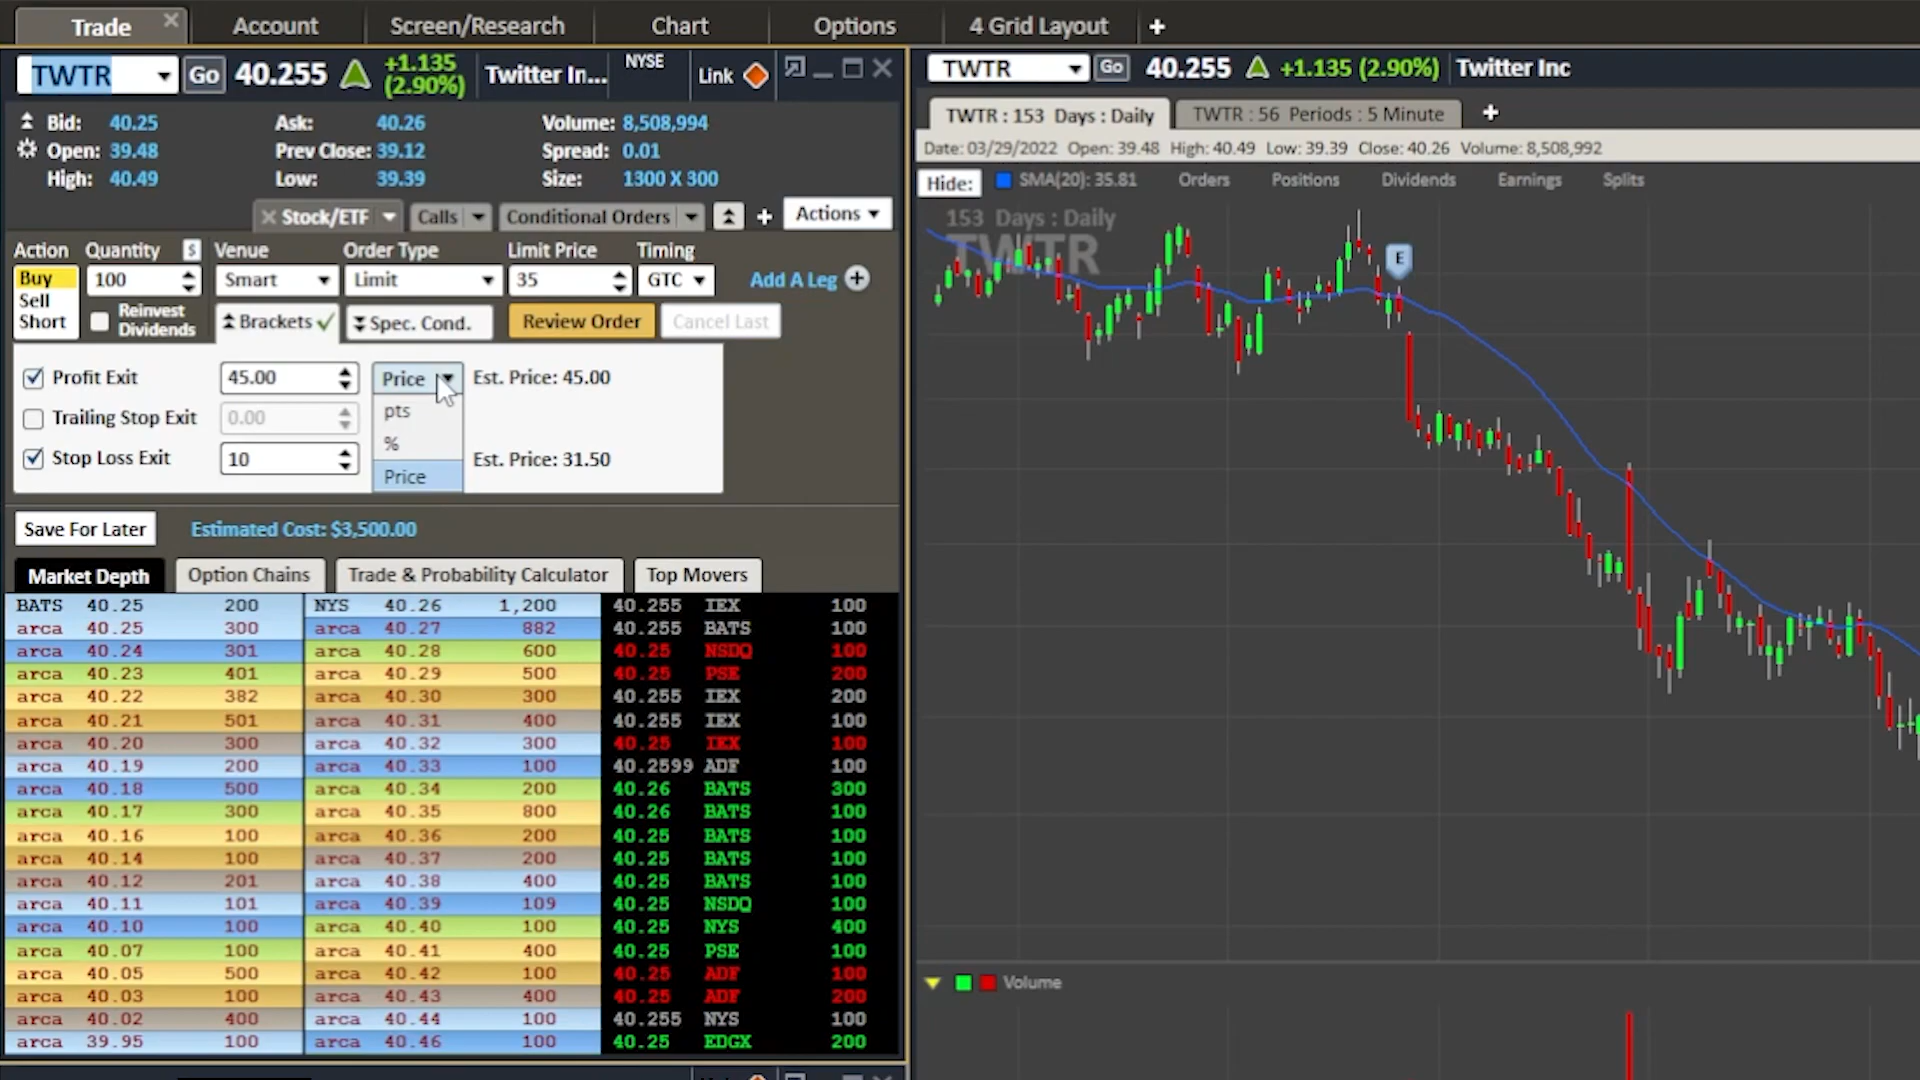 Trade Account Screen/Research Chart Options 4 Grid Layout
TWTR Go 40.255 +1.135 (2.90%) Twitter In... NYSE Link
Bid: 40.25 Ask: 40.26 Volume: 8,508,994
Open: 39.48 Prev Close: 39.12 Spread: 0.01
High: 40.49 Low: 39.39 Size: 1300 X 300
Stock/ETF Calls Conditional Orders Actions
Action Quantity $ Venue Order Type Limit Price Timing
Buy 100 Smart Limit 35 GTC Add A Leg
Sell
Short Reinvest Dividends Brackets Spec. Cond. Review Order Cancel Last
Profit Exit 45.00 Price Est. Price: 45.00
Trailing Stop Exit 0.00 pts
%
Stop Loss Exit 10 Est. Price: 31.50
Price
Save For Later Estimated Cost: $3,500.00
Market Depth Option Chains Trade & Probability Calculator Top Movers
BATS 40.25 200 NYS 40.26 1,200 40.255 IEX 100
arca 40.25 300 arca 40.27 882 40.255 BATS 100
arca 40.24 301 arca 40.28 600 40.25 NSDQ 100
arca 40.23 401 arca 40.29 500 40.25 PSE 200
arca 40.22 382 arca 40.30 300 40.255 IEX 200
arca 40.21 501 arca 40.31 400 40.255 IEX 100
arca 40.20 300 arca 40.32 300 40.25 IEX 100
arca 40.19 200 arca 40.33 100 40.2599 ADF 100
arca 40.18 500 arca 40.34 200 40.26 BATS 300
arca 40.17 300 arca 40.35 800 40.26 BATS 100
arca 40.16 100 arca 40.36 200 40.25 BATS 100
arca 40.14 100 arca 40.37 200 40.25 BATS 100
arca 40.12 201 arca 40.38 400 40.25 BATS 100
arca 40.11 101 arca 40.39 109 40.25 NSDQ 100
arca 40.10 100 arca 40.40 100 40.25 NYS 400
arca 40.07 100 arca 40.41 400 40.25 PSE 100
arca 40.05 500 arca 40.42 100 40.25 ADF 100
arca 40.03 100 arca 40.43 400 40.25 ADF 200
arca 40.02 400 arca 40.44 100 40.255 NYS 100
arca 39.95 100 arca 40.46 100 40.25 EDGX 200
TWTR Go 40.255 +1.135 (2.90%) Twitter Inc
TWTR : 153 Days : Daily TWTR : 56 Periods : 5 Minute
Date: 03/29/2022 Open: 39.48 High: 40.49 Low: 39.39 Close: 40.26 Volume: 8,508,992
Hide: SMA(20): 35.81 Orders Positions Dividends Earnings Splits
153 Days : Daily
TWTR
E
Volume